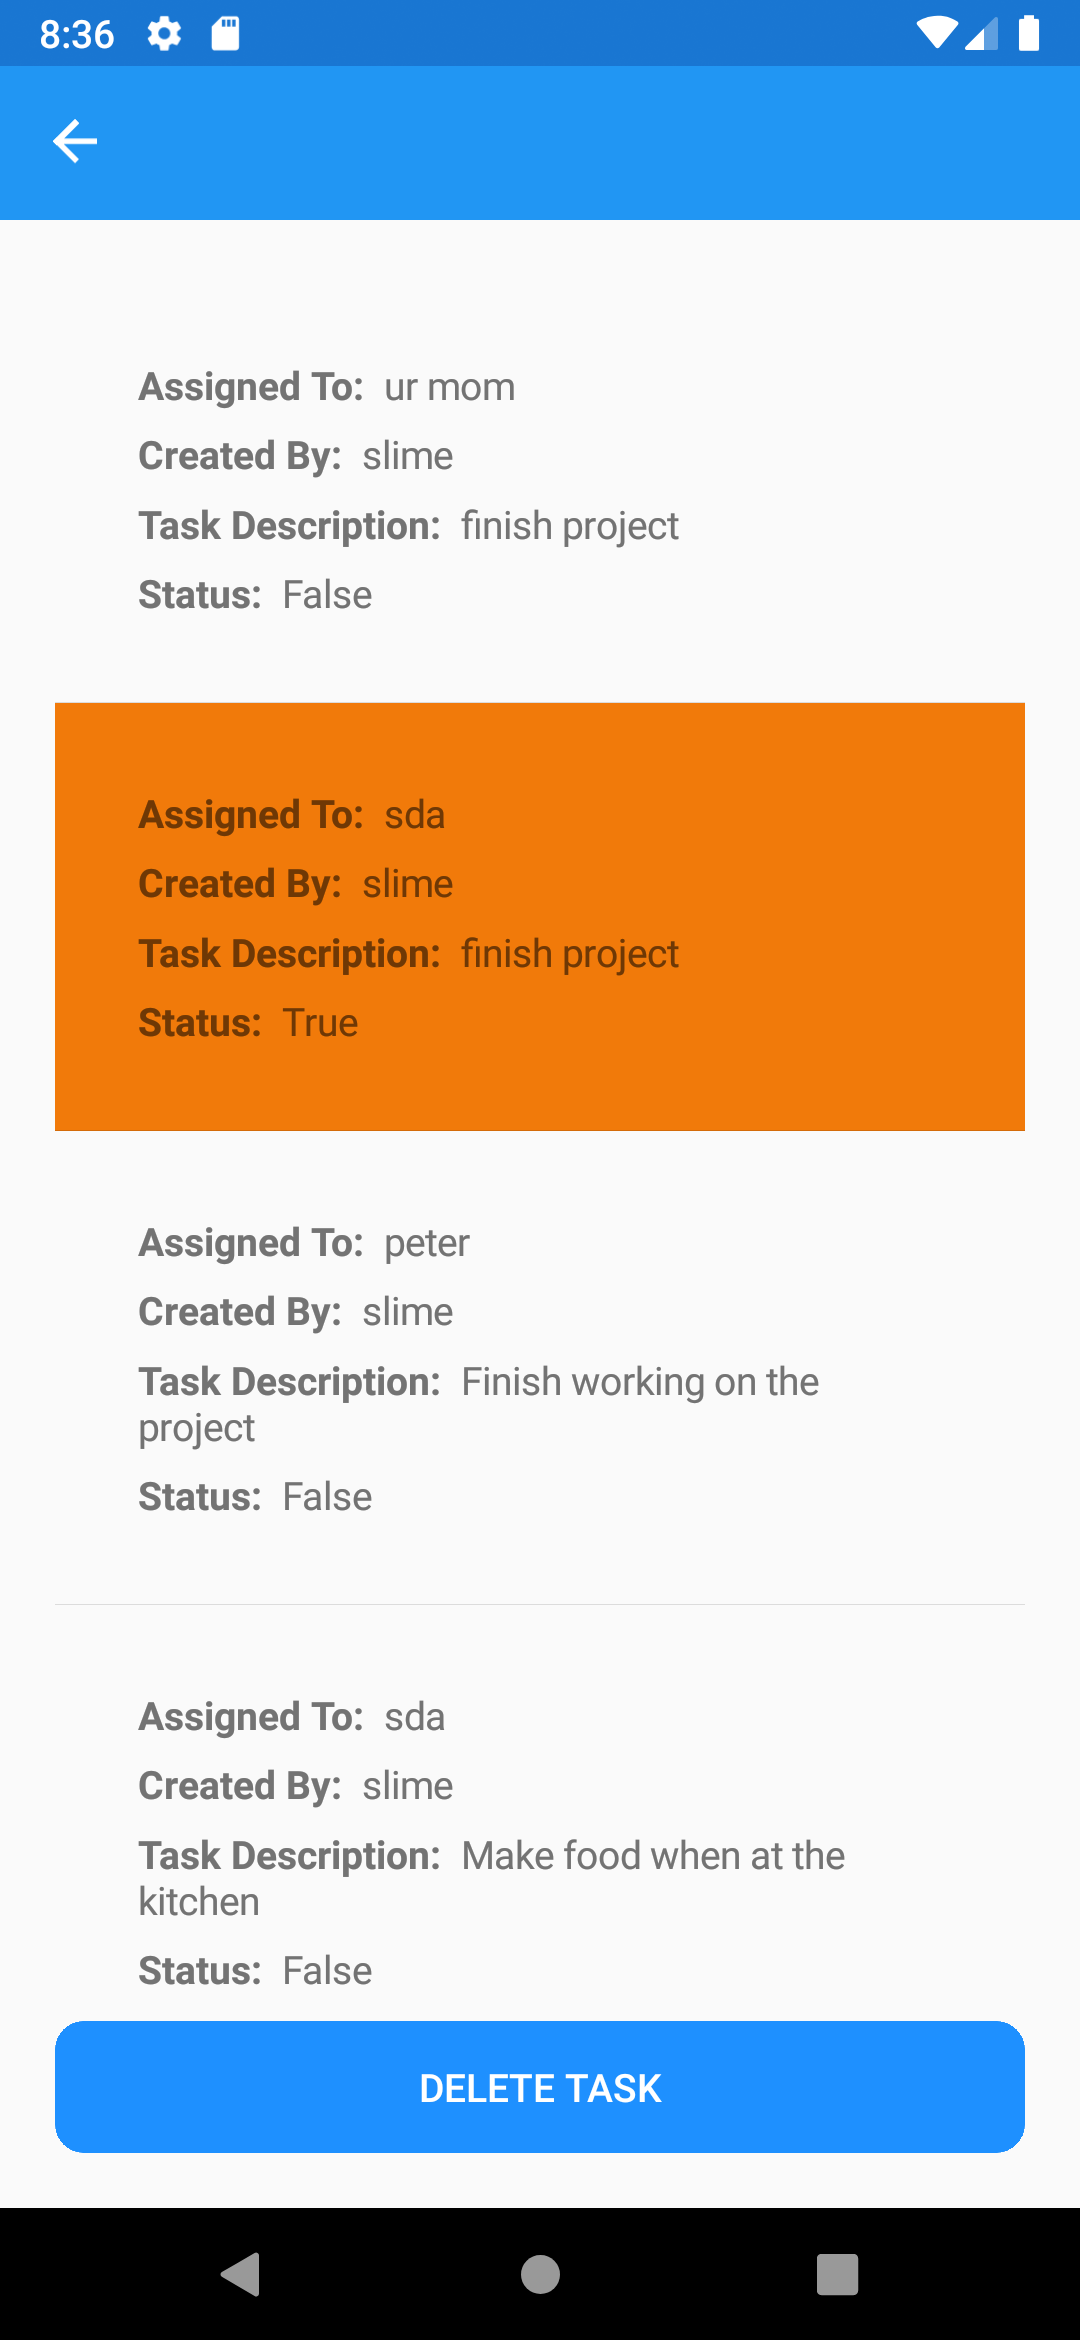 8:36
Assigned To: ur mom
Created By: slime
Task Description: finish project
Status: False
Assigned To: sda
Created By: slime
Task Description: finish project
Status: True
Assigned To: peter
Created By: slime
Task Description: Finish working on the
project
Status: False
Assigned To: sda
Created By: slime
Task Description: Make food when at the
kitchen
Status: False
DELETE TASK